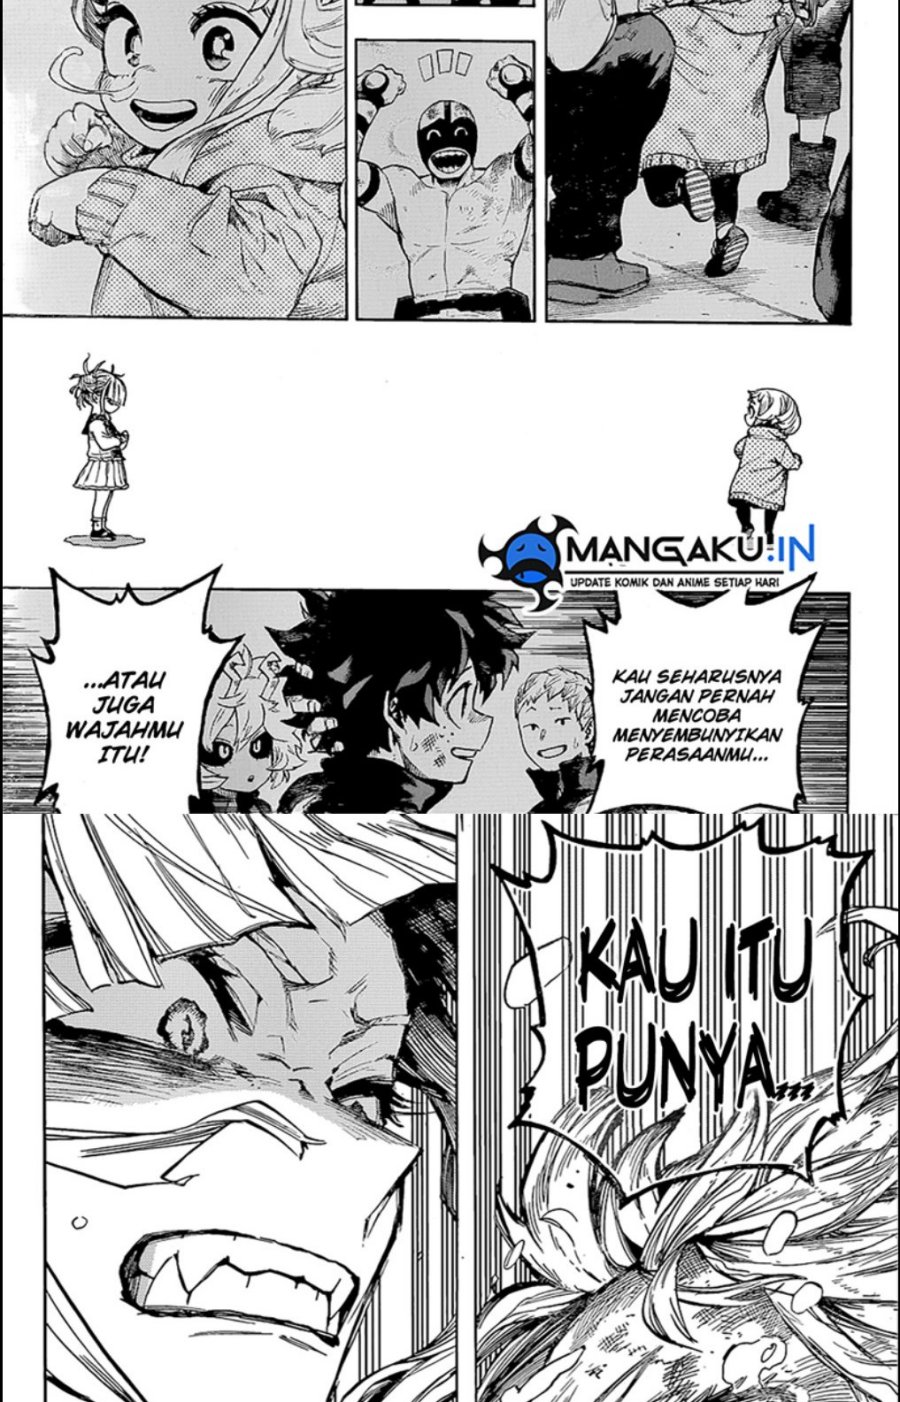 MANGAKU.IN
UPDATE KOMIK DAN ANIME SETIAP HARI
KAU SEHARUSNYA
JANGAN PERNAH
MENCOBA
MENYEMBUNYIKAN
PERASAANMU...
...ATAU
JUGA
WAJAHMU
ITU!
KAU ITU
PUNYA...